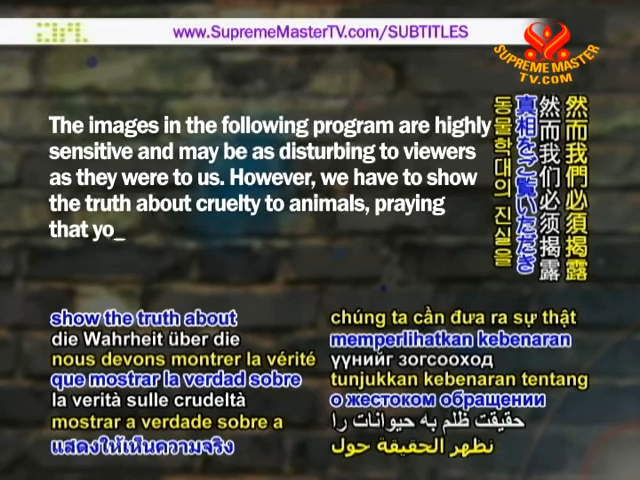 www.SupremeMasterTV.com/SUBTITLES
SUPREME MASTER
TV.COM
The images in the following program are highly
sensitive and may be as disturbing to viewers
as they were to us. However, we have to show
the truth about cruelty to animals, praying
that yo_
然而我們必須揭露
然而我们必须揭露
真相をご覧いただき
동물학대의 진실을
show the truth about
die Wahrheit über die
nous devons montrer la vérité
que mostrar la verdad sobre
la verità sulle crudeltà
mostrar a verdade sobre a
แสดงให้เห็นความจริง
chúng ta cần đưa ra sự thật
memperlihatkan kebenaran
үүнийг зогсооход
tunjukkan kebenaran tentang
о жестоком обращении
حقیقت ظلم به حیوانات را
نظهر الحقيقة حول